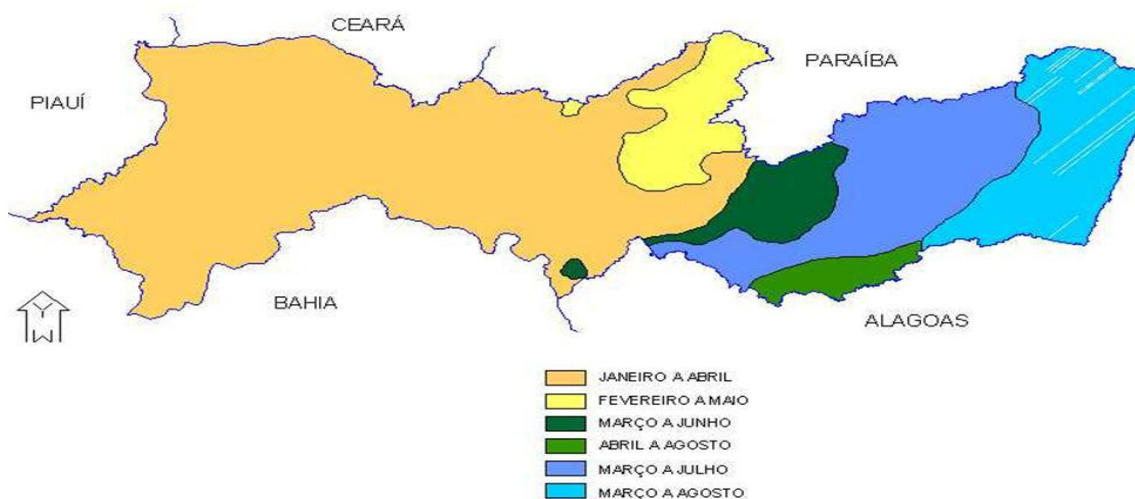 CEARÁ
PARAÍBA
PIAUÍ
BAHIA
ALAGOAS
JANEIRO A ABRIL
FEVEREIRO A MAIO
MARÇO A JUNHO
ABRIL A AGOSTO
MARÇO A JULHO
MARÇO A AGOSTO